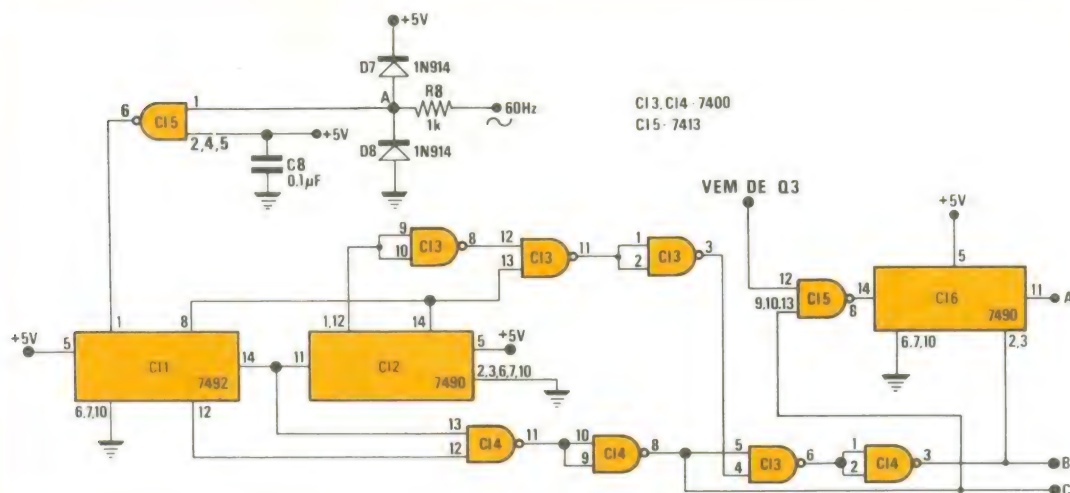 +5V
D7
1N914
A
R8
1k
60Hz
D8
1N914
6
CI5
1
2,4,5
+5V
C8
0.1µF
CI3, CI4 - 7400
CI5 - 7413
VEM DE Q3
+5V
9
10
CI3
8
12
13
CI3
11
1
2
CI3
3
12
9,10,13
CI5
8
14
5
CI6
7490
11
A
6.7,10
2,3
+5V
5
1
8
CI1
7492
14
6,7,10
12
1,12
14
11
CI2
7490
5
+5V
2,3,6,7,10
13
12
CI4
11
10
9
CI4
8
5
4
CI3
6
1
2
CI4
3
B
C